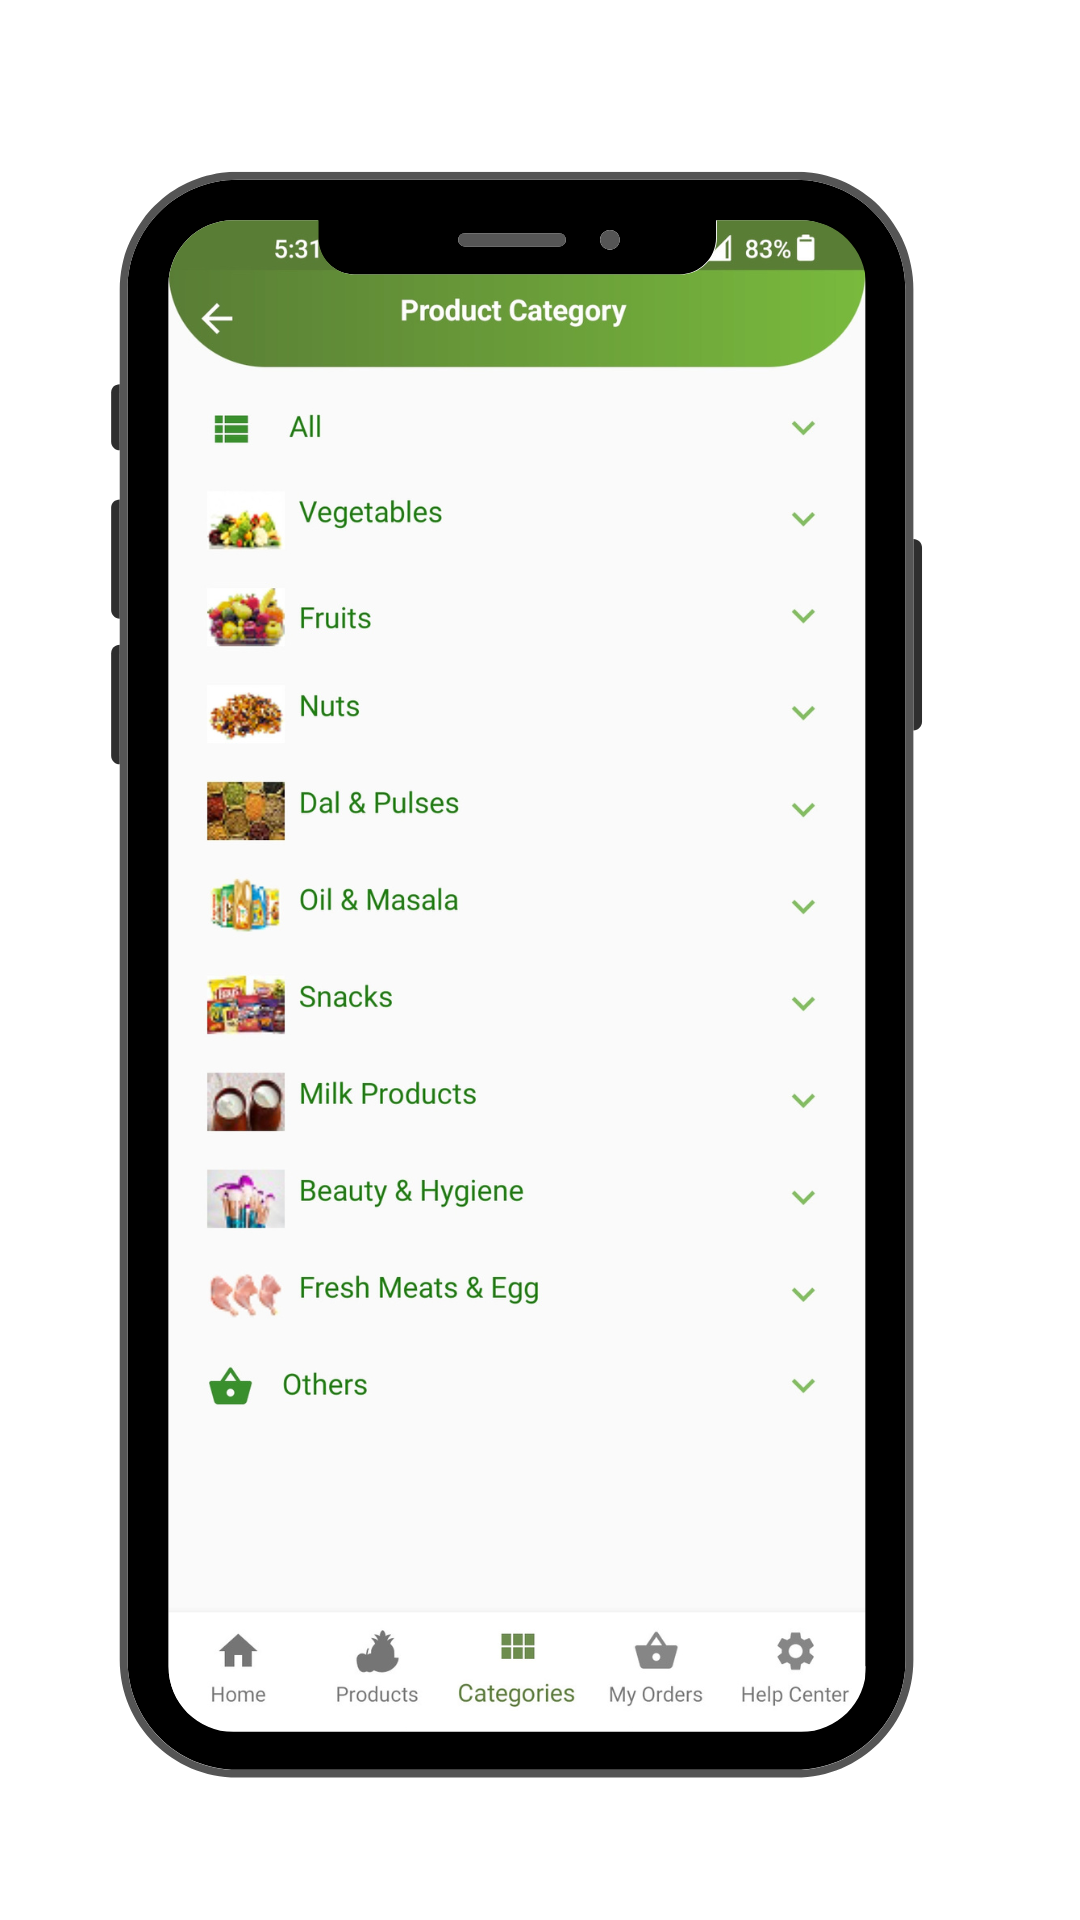 5:31
83%
Product Category
All
Vegetables
Fruits
Nuts
Dal & Pulses
Oil & Masala
Snacks
Milk Products
Beauty & Hygiene
Fresh Meats & Egg
Others
Home Products Categories My Orders Help Center